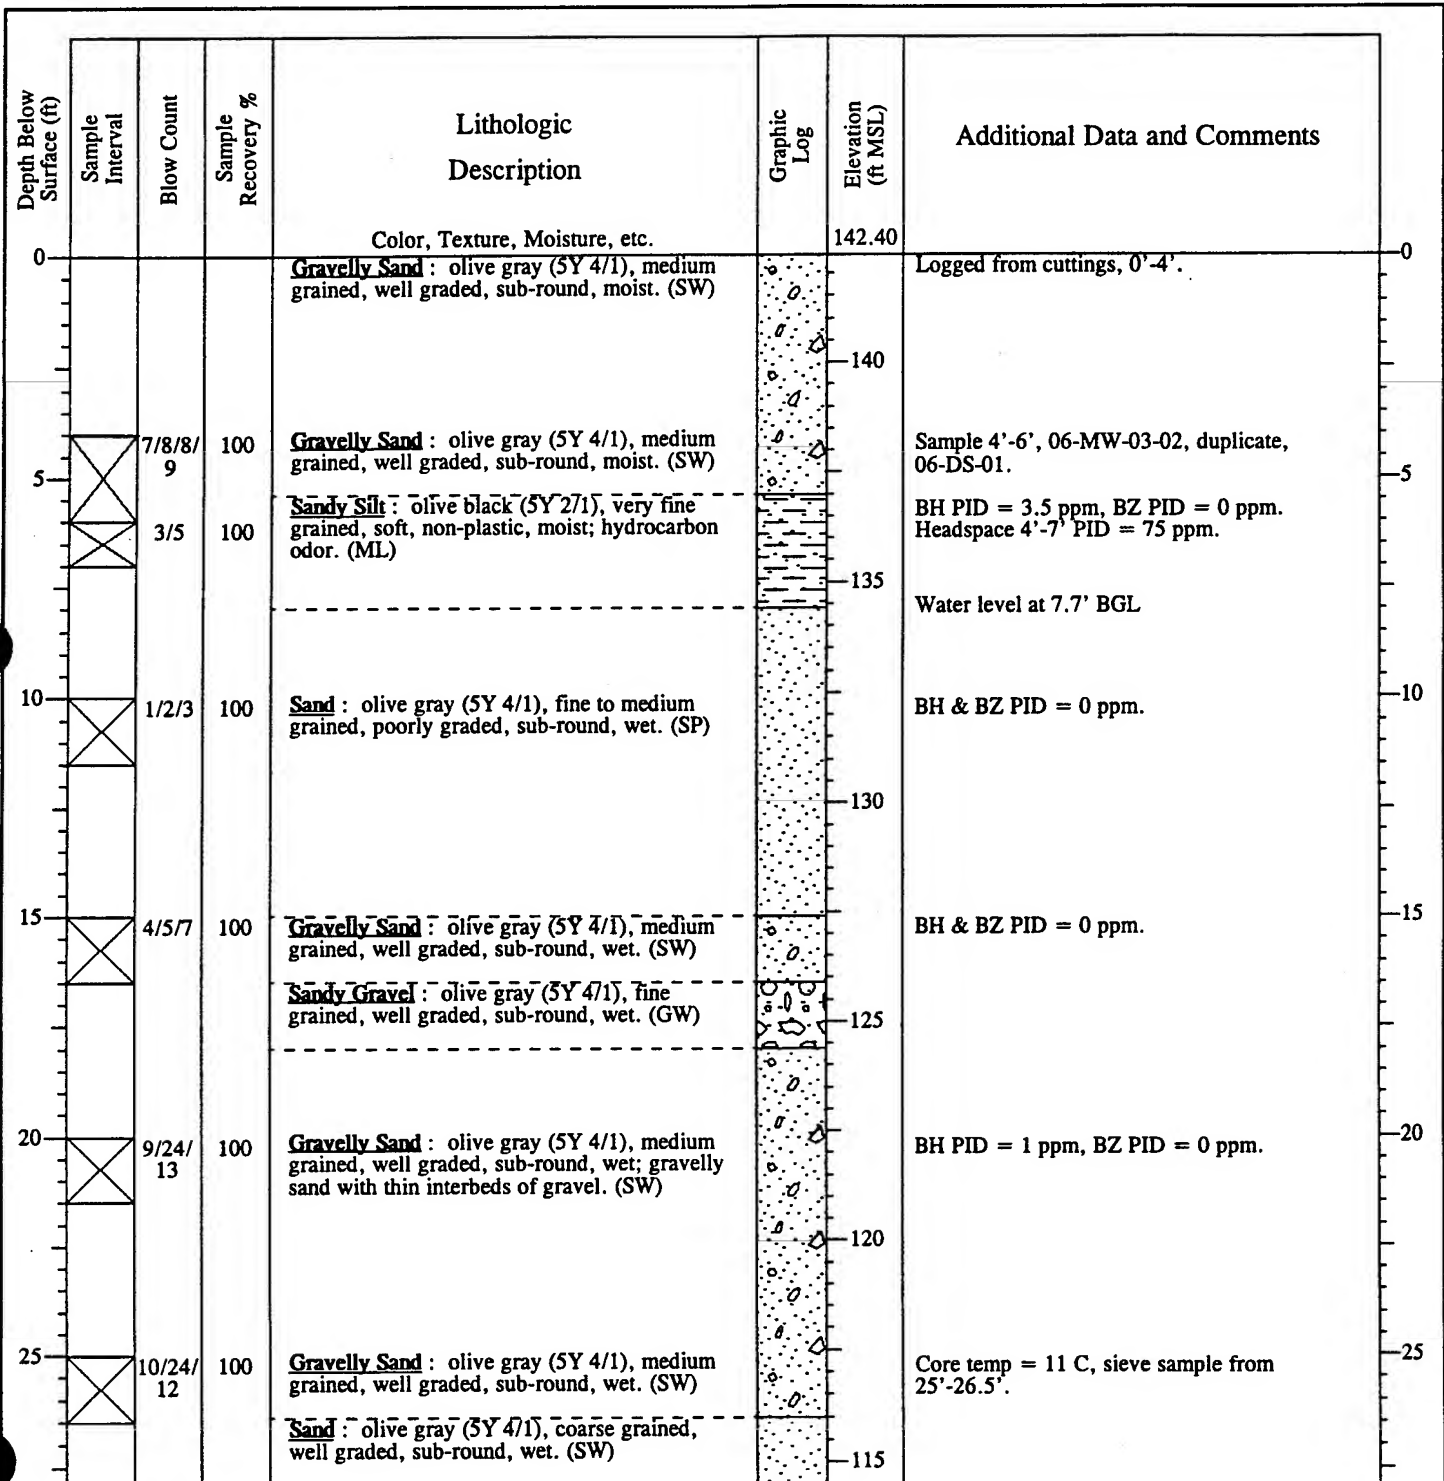 Depth Below
Surface (ft)
Sample
Interval
Blow Count
Sample
Recovery %
Lithologic
Description
Color, Texture, Moisture, etc.
Graphic
Log
Elevation
(ft MSL)
142.40
Additional Data and Comments
0
Gravelly Sand : olive gray (5Y 4/1), medium
grained, well graded, sub-round, moist. (SW)
Logged from cuttings, 0'-4'.
0
140
7/8/8/
9
100
Gravelly Sand : olive gray (5Y 4/1), medium
grained, well graded, sub-round, moist. (SW)
Sample 4'-6', 06-MW-03-02, duplicate,
06-DS-01.
5
5
3/5
100
Sandy Silt : olive black (5Y 2/1), very fine
grained, soft, non-plastic, moist; hydrocarbon
odor. (ML)
BH PID = 3.5 ppm, BZ PID = 0 ppm.
Headspace 4'-7' PID = 75 ppm.
135
Water level at 7.7' BGL
10
1/2/3
100
Sand : olive gray (5Y 4/1), fine to medium
grained, poorly graded, sub-round, wet. (SP)
BH & BZ PID = 0 ppm.
10
130
15
4/5/7
100
Gravelly Sand : olive gray (5Y 4/1), medium
grained, well graded, sub-round, wet. (SW)
BH & BZ PID = 0 ppm.
15
Sandy Gravel : olive gray (5Y 4/1), fine
grained, well graded, sub-round, wet. (GW)
125
20
9/24/
13
100
Gravelly Sand : olive gray (5Y 4/1), medium
grained, well graded, sub-round, wet; gravelly
sand with thin interbeds of gravel. (SW)
BH PID = 1 ppm, BZ PID = 0 ppm.
20
120
25
10/24/
12
100
Gravelly Sand : olive gray (5Y 4/1), medium
grained, well graded, sub-round, wet. (SW)
Core temp = 11 C, sieve sample from
25'-26.5'.
25
Sand : olive gray (5Y 4/1), coarse grained,
well graded, sub-round, wet. (SW)
115